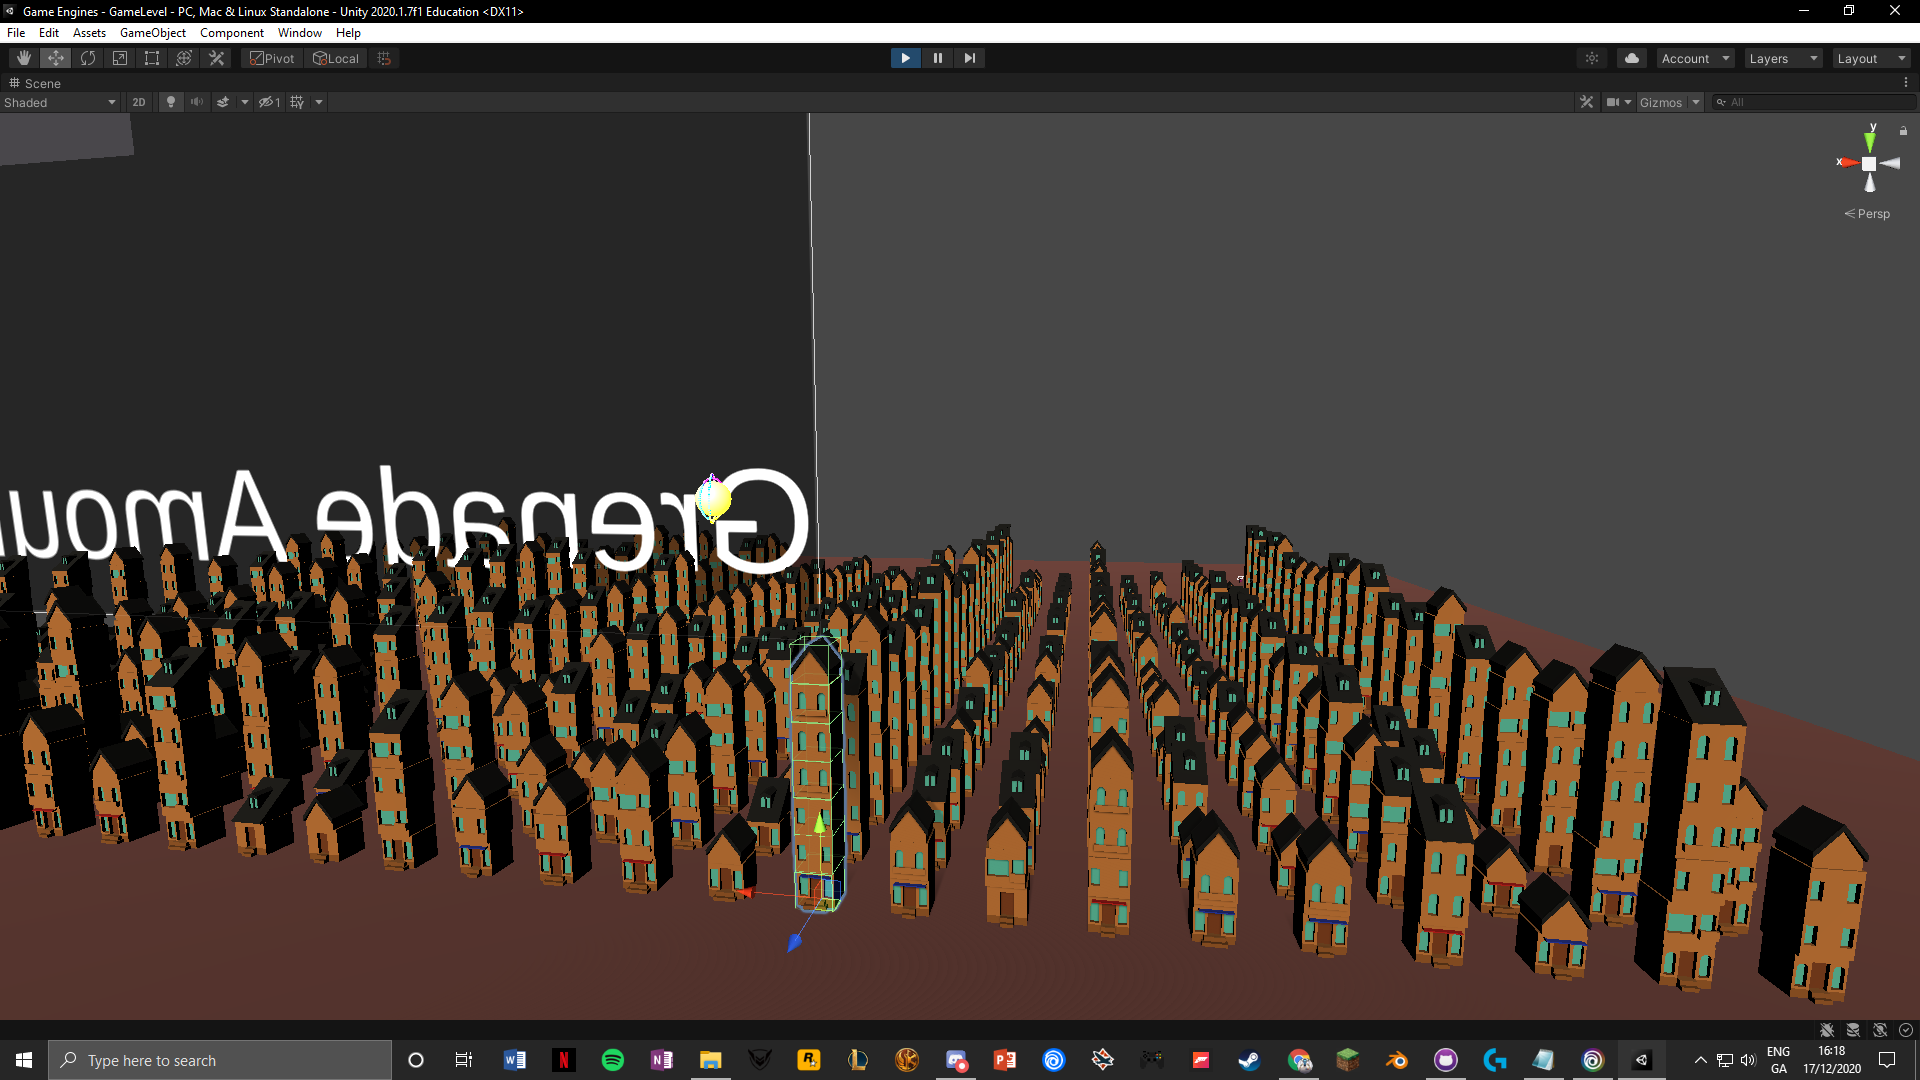 Game Engines - GameLevel - PC, Mac & Linux Standalone - Unity 2020.1.7f1 Education <DX11>
File Edit Assets GameObject Component Window Help
Pivot Local Account Layers Layout
Scene
Shaded 2D 1 Gizmos All
y
x
Persp
Grenade Amou
Type here to search
ENG
GA
16:18
17/12/2020